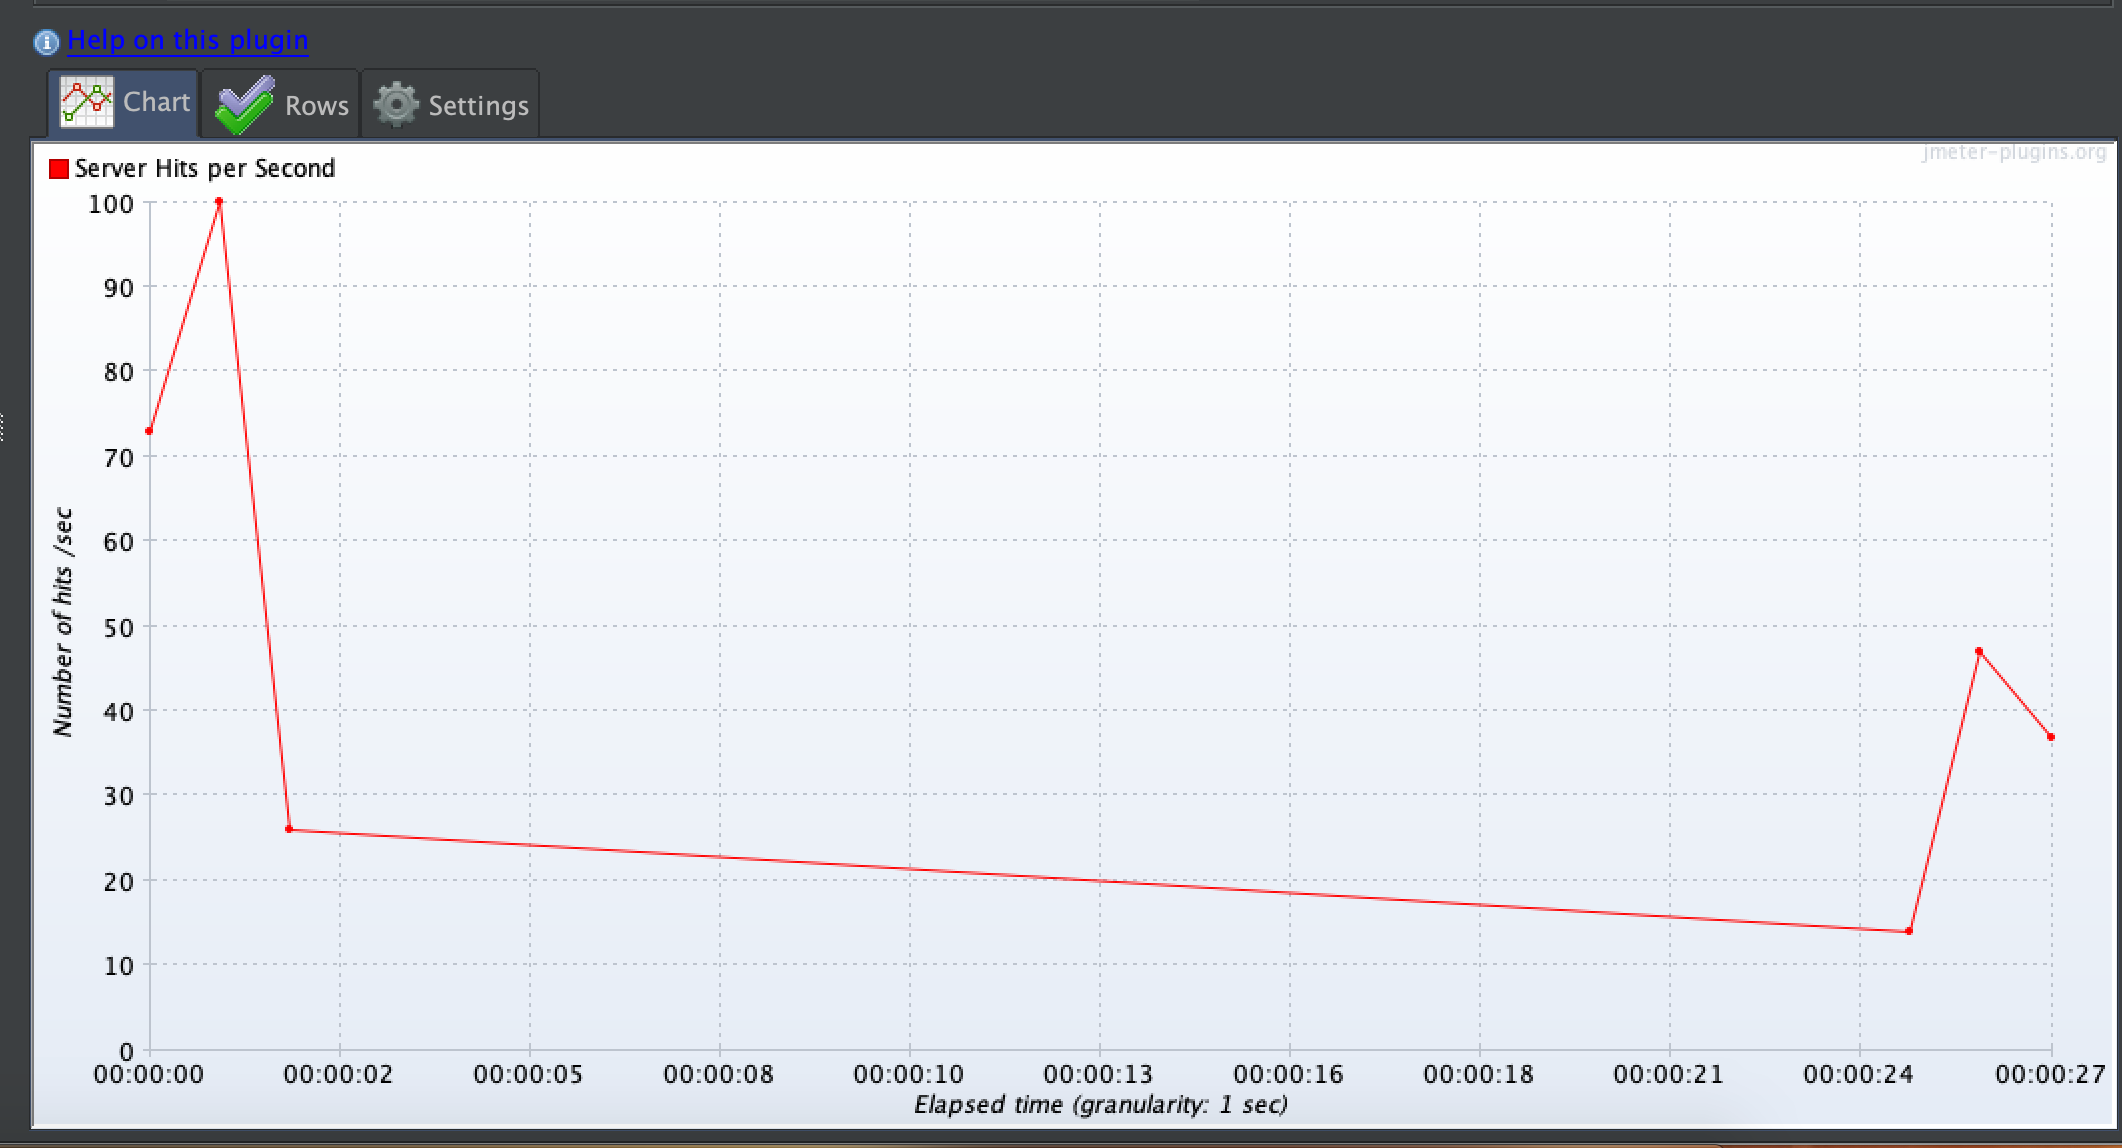 Help on this plugin
Chart Rows Settings
jmeter-plugins.org
Server Hits per Second
100
90
80
70
60
50
40
30
20
10
0
Number of hits /sec
00:00:00 00:00:02 00:00:05 00:00:08 00:00:10 00:00:13 00:00:16 00:00:18 00:00:21 00:00:24 00:00:27
Elapsed time (granularity: 1 sec)